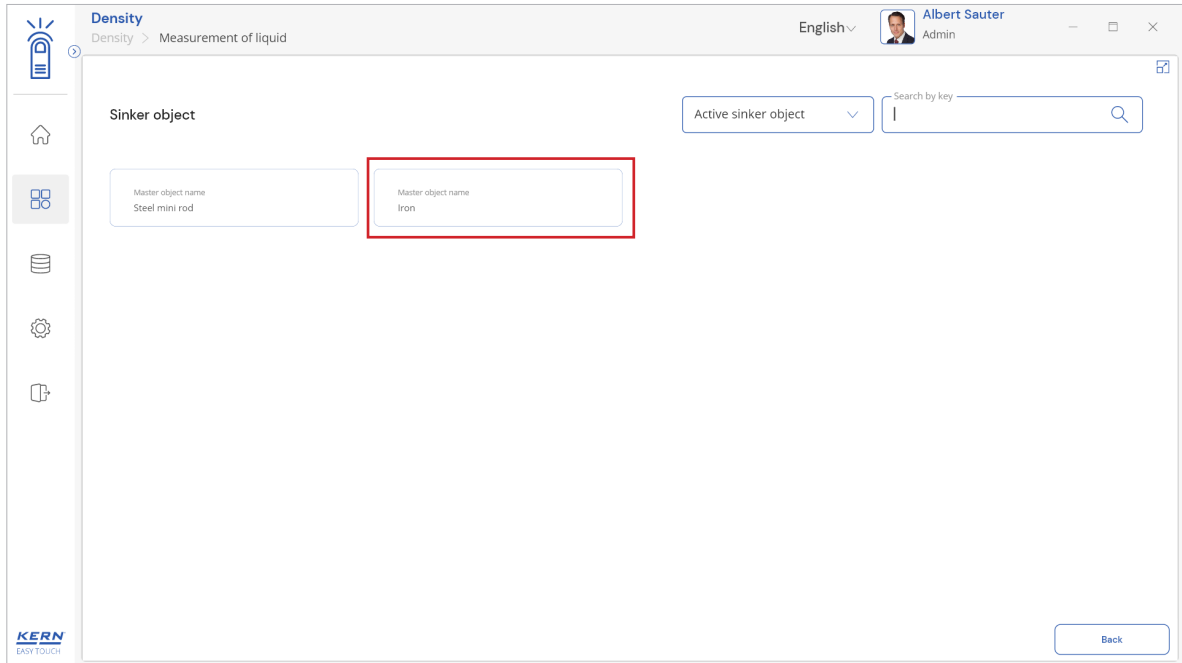 Density
Density > Measurement of liquid
English
Albert Sauter
Admin
Sinker object
Active sinker object
Search by key
Master object name
Steel mini rod
Master object name
Iron
Back
KERN
EASY TOUCH